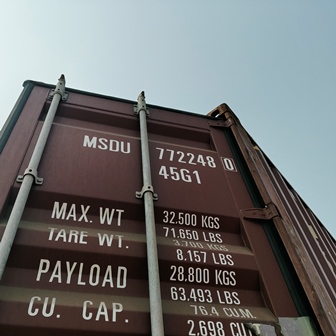 MSDU 772248 0
45G1
MAX. WT 32.500 KGS
71.650 LBS
TARE WT. 3.700 KGS
8.157 LBS
PAYLOAD 28.800 KGS
63.493 LBS
CU. CAP. 76.4 CU.M.
2.698 CU